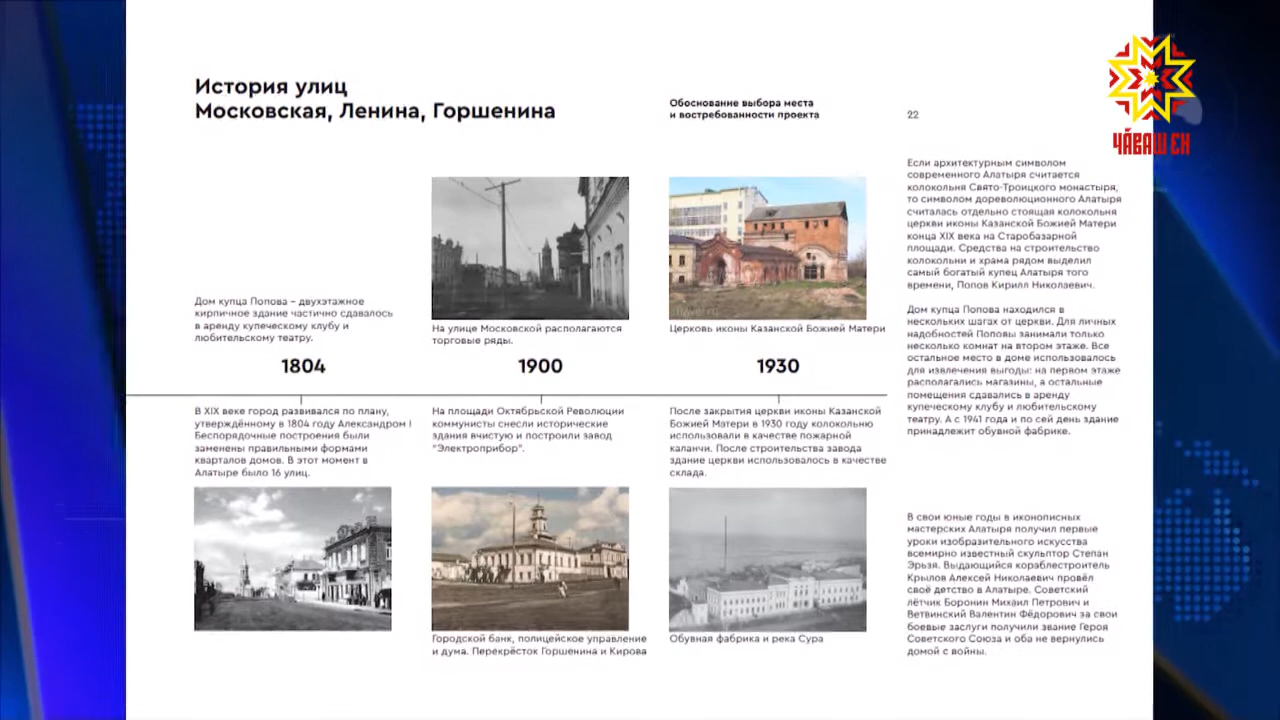 История улиц
Московская, Ленина, Горшенина
Обоснование выбора места
и востребованности проекта
22
ЧӐВАШ ЕН
Дом купца Попова – двухэтажное
кирпичное здание частично сдавалось
в аренду купеческому клубу и
любительскому театру.
На улице Московской располагаются
торговые ряды.
Церковь иконы Казанской Божией Матери
1804
1900
1930
В XIX веке город развивался по плану,
утверждённому в 1804 году Александром I
Беспорядочные построения были
заменены правильными формами
кварталов домов. В этот момент в
Алатыре было 16 улиц.
На площади Октябрьской Революции
коммунисты снесли исторические
здания вчистую и построили завод
"Электроприбор".
После закрытия церкви иконы Казанской
Божией Матери в 1930 году колокольню
использовали в качестве пожарной
каланчи. После строительства завода
здание церкви использовалось в качестве
склада.
Городской банк, полицейское управление
и дума. Перекрёсток Горшенина и Кирова
Обувная фабрика и река Сура
Если архитектурным символом
современного Алатыря считается
колокольня Свято-Троицкого монастыря,
то символом дореволюционного Алатыря
считалась отдельно стоящая колокольня
церкви иконы Казанской Божией Матери
конца XIX века на Старобазарной
площади. Средства на строительство
колокольни и храма рядом выделил
самый богатый купец Алатыря того
времени, Попов Кирилл Николаевич.
Дом купца Попова находился в
нескольких шагах от церкви. Для личных
надобностей Поповы занимали только
несколько комнат на втором этаже. Все
остальное место в доме использовалось
для извлечения выгоды: на первом этаже
располагались магазины, а остальные
помещения сдавались в аренду
купеческому клубу и любительскому
театру. А с 1941 года и по сей день здание
принадлежит обувной фабрике.
В свои юные годы в иконописных
мастерских Алатыря получил первые
уроки изобразительного искусства
всемирно известный скульптор Степан
Эрьзя. Выдающийся кораблестроитель
Крылов Алексей Николаевич провёл
своё детство в Алатыре. Советский
лётчик Боронин Михаил Петрович и
Ветвинский Валентин Фёдорович за свои
боевые заслуги получили звание Героя
Советского Союза и оба не вернулись
домой с войны.